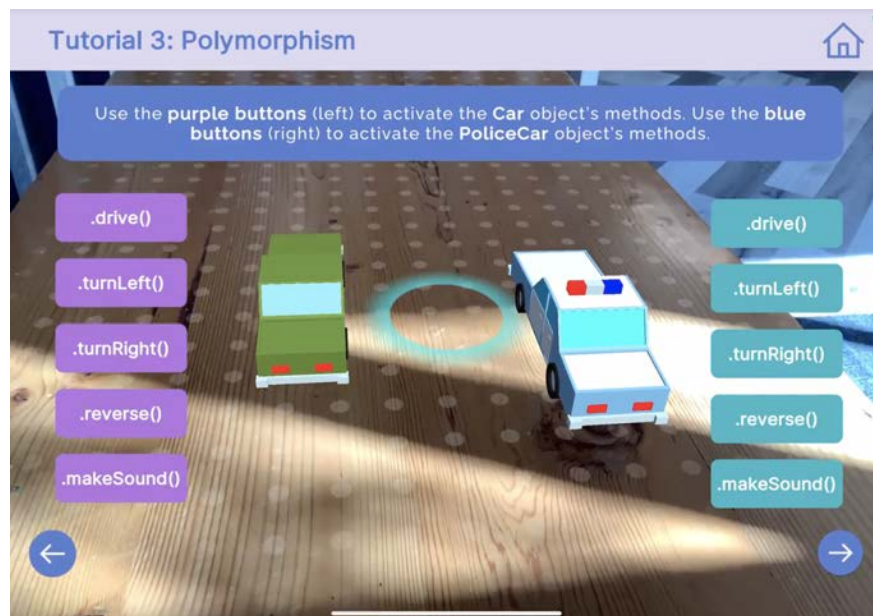 Tutorial 3: Polymorphism
Use the purple buttons (left) to activate the Car object's methods. Use the blue
buttons (right) to activate the PoliceCar object's methods.
.drive()
.turnLeft()
.turnRight()
.reverse()
.makeSound()
.drive()
.turnLeft()
.turnRight()
.reverse()
.makeSound()